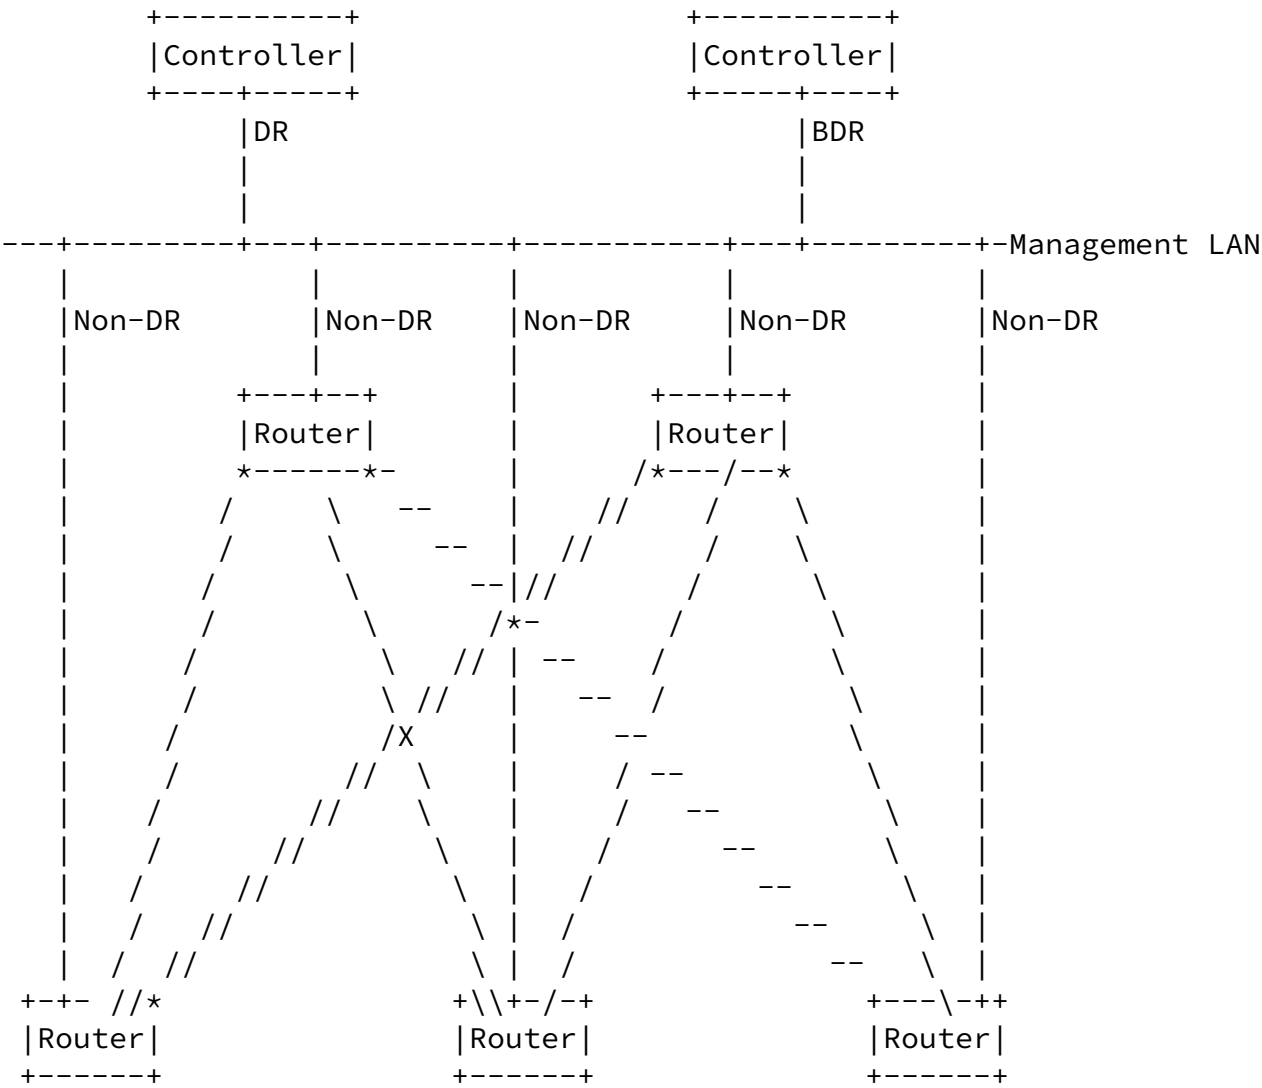 Controller Controller
DR BDR
Management LAN
Non-DR Non-DR Non-DR Non-DR Non-DR
Router Router
X
Router Router Router